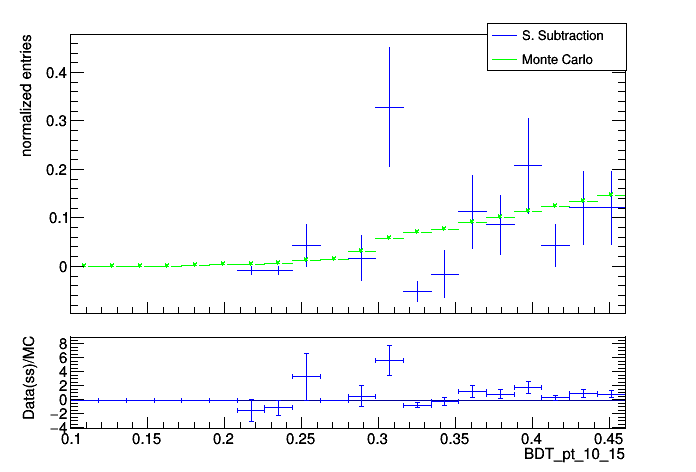 S. Subtraction
Monte Carlo
normalized entries
0.4
0.3
0.2
0.1
0
Data(ss)/MC
8
6
4
2
0
−2
−4
0.1 0.15 0.2 0.25 0.3 0.35 0.4 0.45
BDT_pt_10_15